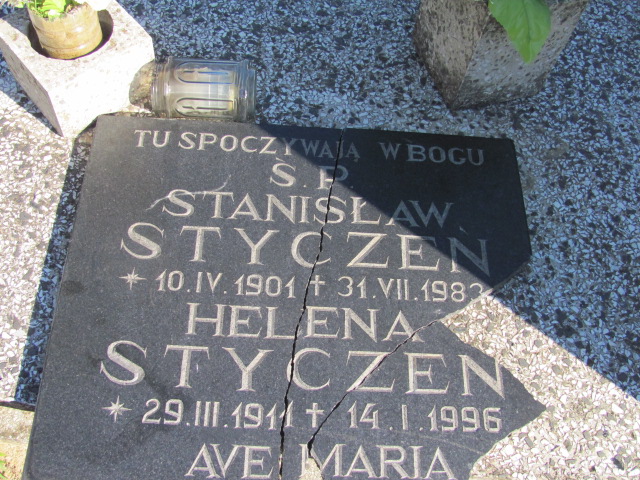 TU SPOCZYWAJĄ W BOGU
Ś. P.
STANISŁAW
STYCZEŃ
* 10.IV.1901 † 31.VII.1983
HELENA
STYCZEŃ
* 29.III.1911 † 14.I.1996
AVE MARJA